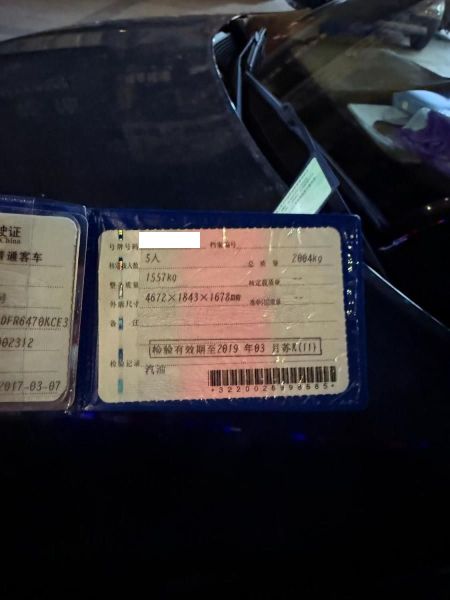 驶证
China
普通客车
号
DFR6470KCE3
002312
2017-03-07
号牌号码
档案编号
核定载人数 5人 总质量 2004kg
整备质量 1557kg 核定载质量 --
外廓尺寸 4672×1843×1678mm 准牵引总质量 --
备 注
检验有效期至2019 年03 月苏A(11)
检验记录
汽油